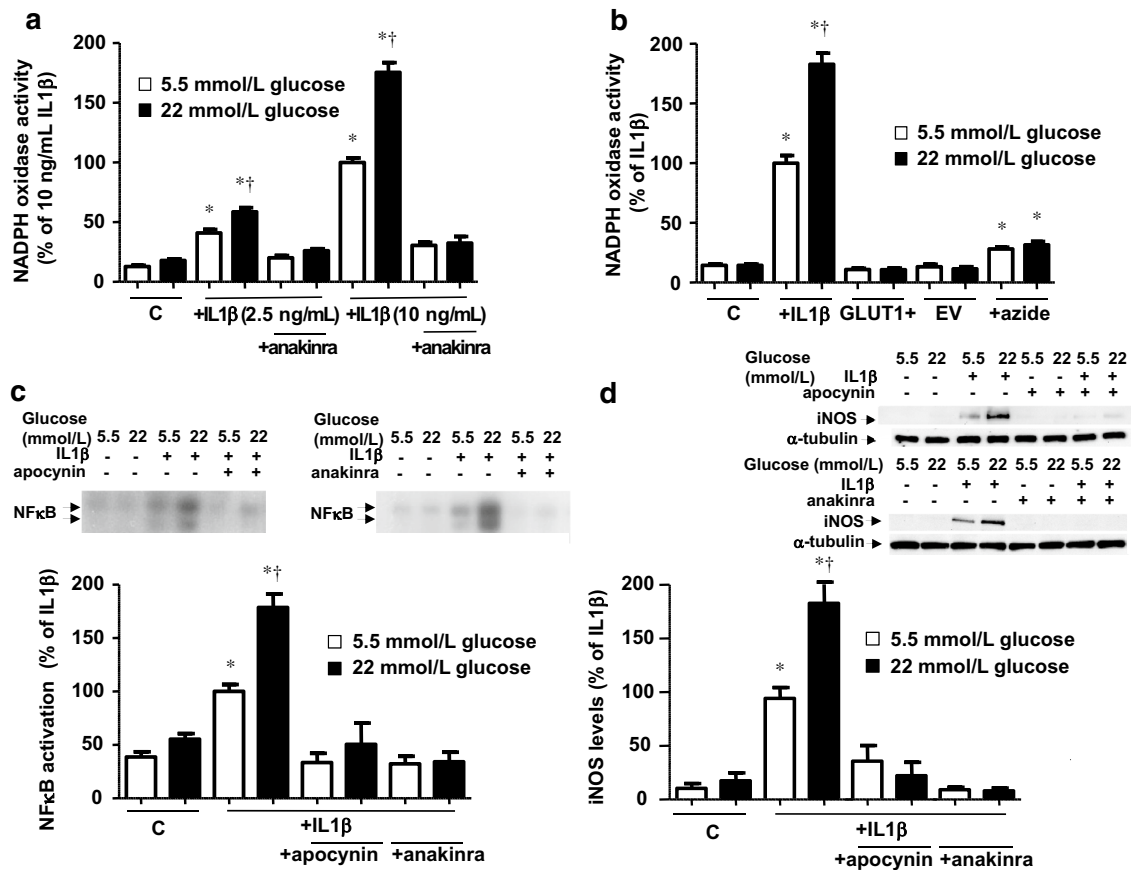 a
NADPH oxidase activity
(% of 10 ng/mL IL1β)
200
150
100
50
0
5.5 mmol/L glucose
22 mmol/L glucose
*
*†
*
*†
C
+IL1β (2.5 ng/mL)
+IL1β (10 ng/mL)
+anakinra
+anakinra
b
NADPH oxidase activity
(% of IL1β)
200
150
100
50
0
5.5 mmol/L glucose
22 mmol/L glucose
*
*†
*
*
C
+IL1β
GLUT1+
EV
+azide
c
Glucose
(mmol/L) 5.5 22 5.5 22 5.5 22
IL1β - - + + + +
apocynin - - - - + +
NFκB
Glucose
(mmol/L) 5.5 22 5.5 22 5.5 22
IL1β - - + + + +
anakinra - - - - + +
NFκB
NFκB activation (% of IL1β)
200
150
100
50
0
5.5 mmol/L glucose
22 mmol/L glucose
*
*†
C
+IL1β
+apocynin
+anakinra
d
Glucose 5.5 22 5.5 22 5.5 22 5.5 22
(mmol/L) IL1β - - + + - - + +
apocynin - - - - + + + +
iNOS
α-tubulin
Glucose (mmol/L) 5.5 22 5.5 22 5.5 22 5.5 22
IL1β - - + + - - + +
anakinra - - - - + + + +
iNOS
α-tubulin
iNOS levels (% of IL1β)
200
150
100
50
0
5.5 mmol/L glucose
22 mmol/L glucose
*
*†
C
+IL1β
+apocynin
+anakinra